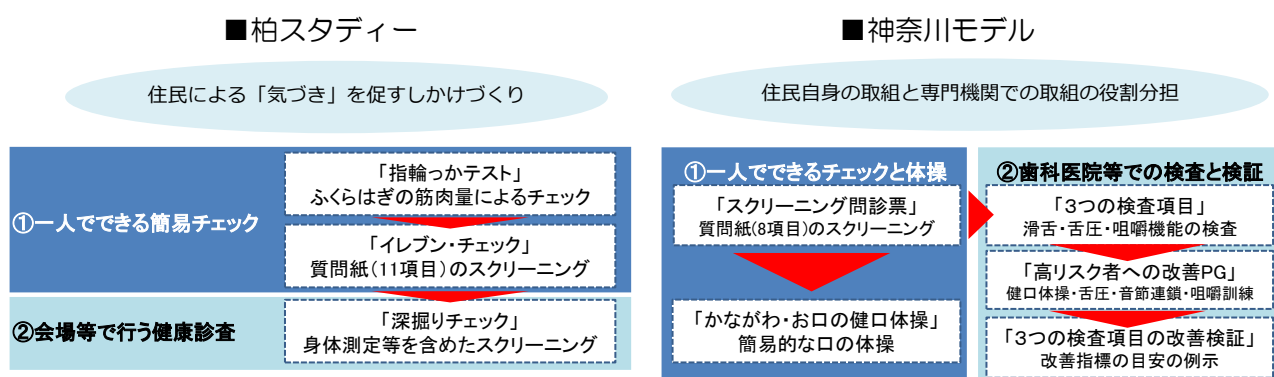 ■柏スタディー
住民による「気づき」を促すしかけづくり
①一人でできる簡易チェック
「指輪っかテスト」
ふくらはぎの筋肉量によるチェック
「イレブン・チェック」
質問紙(11項目)のスクリーニング
②会場等で行う健康診査
「深掘りチェック」
身体測定等を含めたスクリーニング
■神奈川モデル
住民自身の取組と専門機関での取組の役割分担
①一人でできるチェックと体操
「スクリーニング問診票」
質問紙(8項目)のスクリーニング
「かながわ・お口の健口体操」
簡易的な口の体操
②歯科医院等での検査と検証
「3つの検査項目」
滑舌・舌圧・咀嚼機能の検査
「高リスク者への改善PG」
健口体操・舌圧・音節連鎖・咀嚼訓練
「3つの検査項目の改善検証」
改善指標の目安の例示